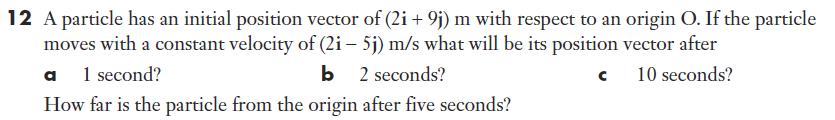 12 A particle has an initial position vector of (2i + 9j) m with respect to an origin O. If the particle
moves with a constant velocity of (2i – 5j) m/s what will be its position vector after
a 1 second? b 2 seconds? c 10 seconds?
How far is the particle from the origin after five seconds?